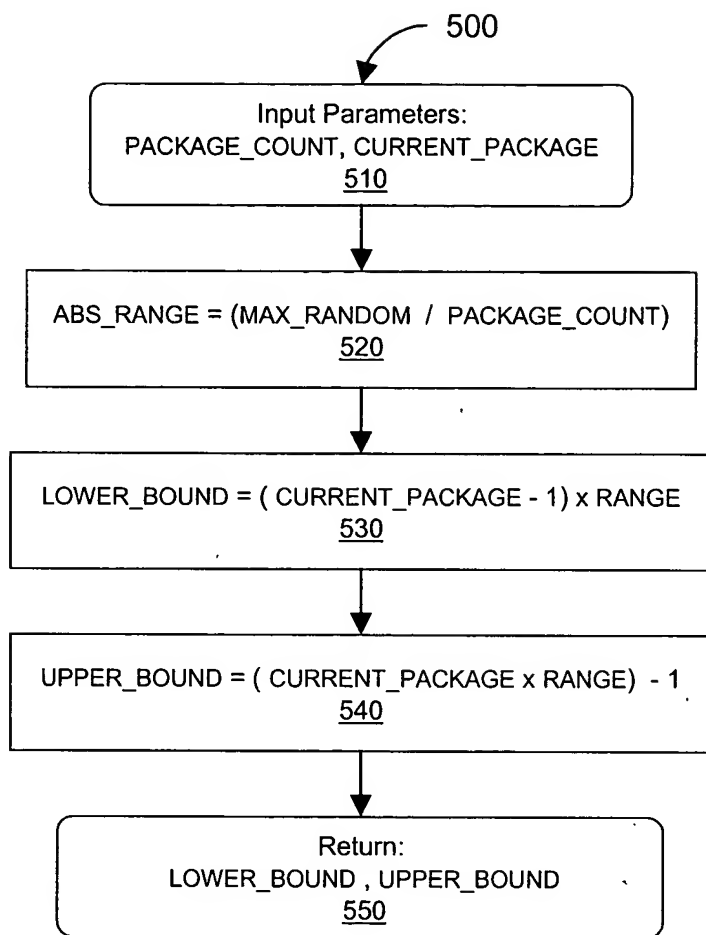 500
Input Parameters:
PACKAGE_COUNT, CURRENT_PACKAGE
510
ABS_RANGE = (MAX_RANDOM / PACKAGE_COUNT)
520
LOWER_BOUND = ( CURRENT_PACKAGE - 1) x RANGE
530
UPPER_BOUND = ( CURRENT_PACKAGE x RANGE) - 1
540
Return:
LOWER_BOUND , UPPER_BOUND
550